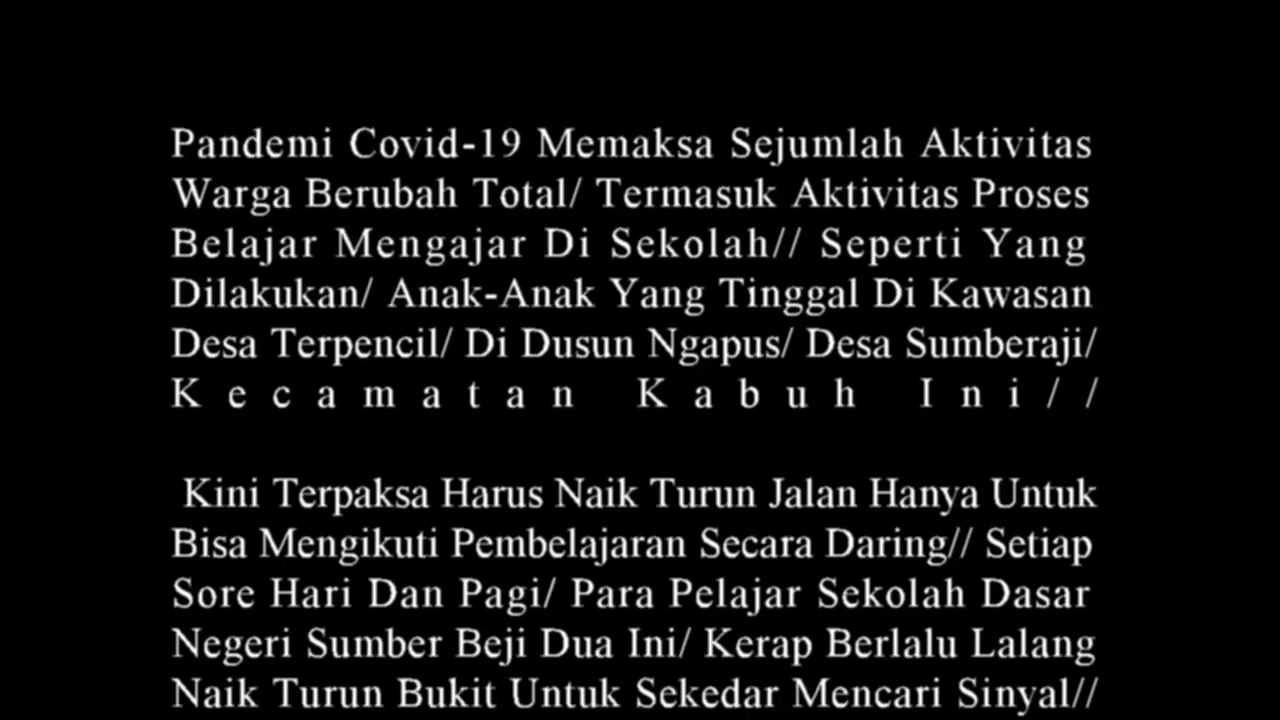 Pandemi Covid-19 Memaksa Sejumlah Aktivitas
Warga Berubah Total/ Termasuk Aktivitas Proses
Belajar Mengajar Di Sekolah// Seperti Yang
Dilakukan/ Anak-Anak Yang Tinggal Di Kawasan
Desa Terpencil/ Di Dusun Ngapus/ Desa Sumberaji/
Kecamatan Kabuh Ini//
Kini Terpaksa Harus Naik Turun Jalan Hanya Untuk
Bisa Mengikuti Pembelajaran Secara Daring// Setiap
Sore Hari Dan Pagi/ Para Pelajar Sekolah Dasar
Negeri Sumber Beji Dua Ini/ Kerap Berlalu Lalang
Naik Turun Bukit Untuk Sekedar Mencari Sinyal//